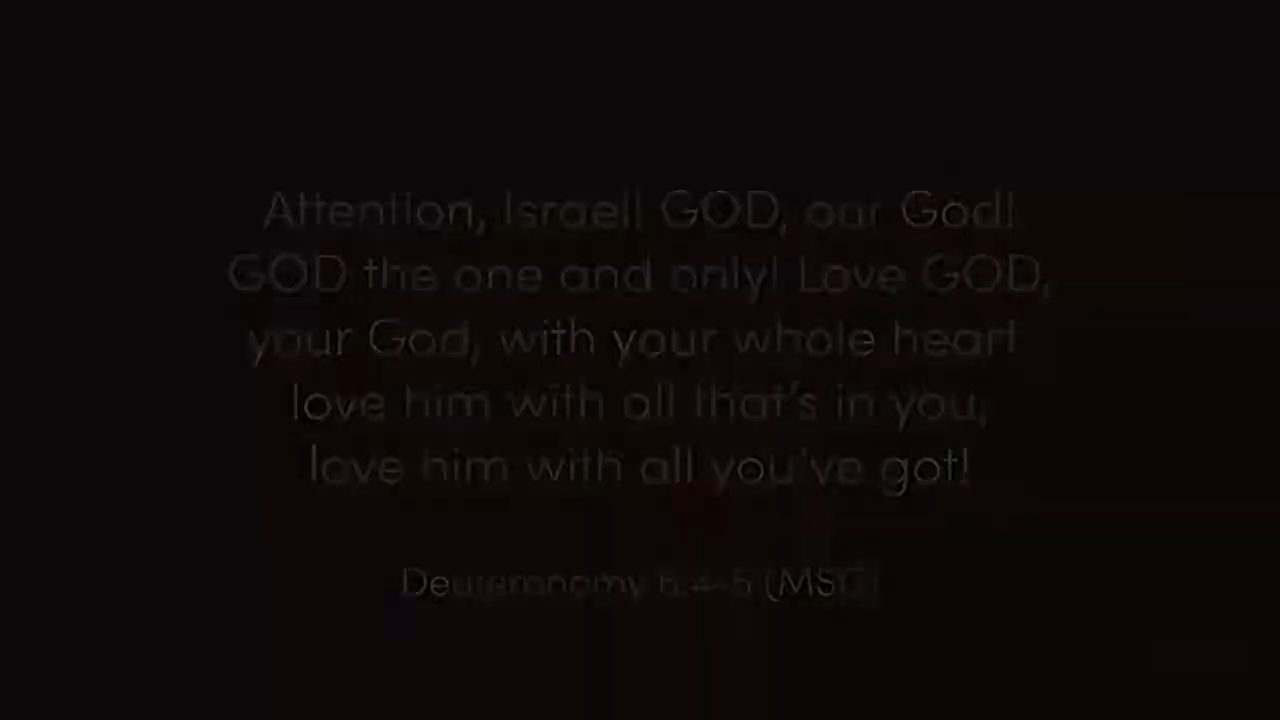 Attention, Israel! GOD, our God!
GOD the one and only! Love GOD,
your God, with your whole heart
love him with all that's in you,
love him with all you've got!
Deuteronomy 6:4-5 (MSG)